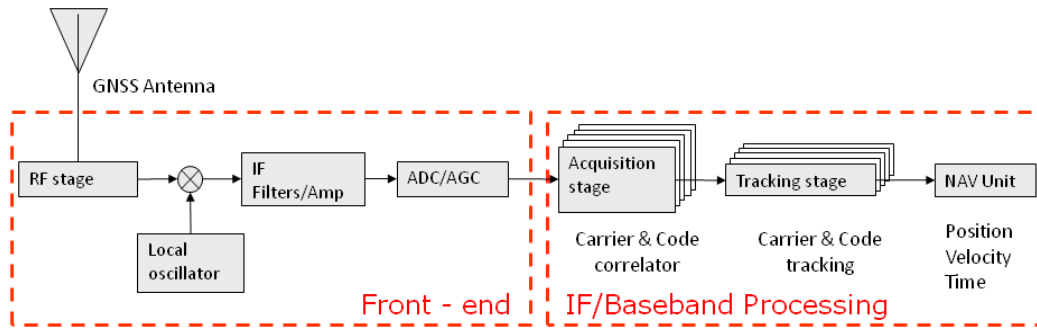 GNSS Antenna
RF stage
IF
Filters/Amp
ADC/AGC
Local
oscillator
Front - end
Acquisition
stage
Tracking stage
NAV Unit
Carrier & Code
correlator
Carrier & Code
tracking
Position
Velocity
Time
IF/Baseband Processing